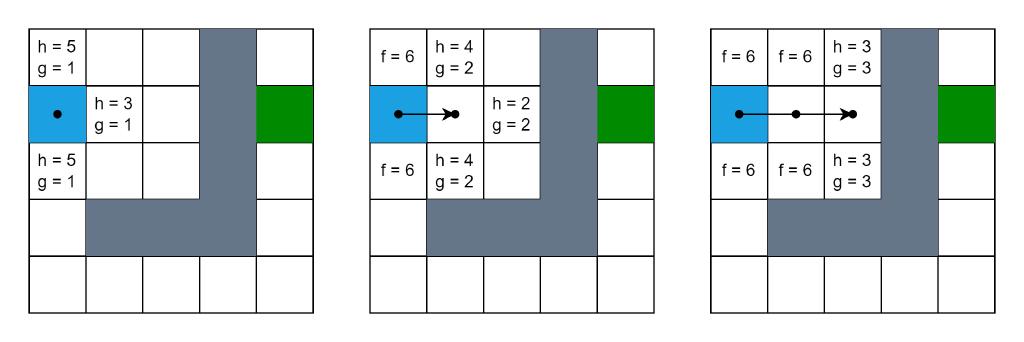 h = 5
g = 1
h = 3
g = 1
h = 5
g = 1
f = 6
h = 4
g = 2
h = 2
g = 2
f = 6
h = 4
g = 2
f = 6
f = 6
h = 3
g = 3
f = 6
f = 6
h = 3
g = 3